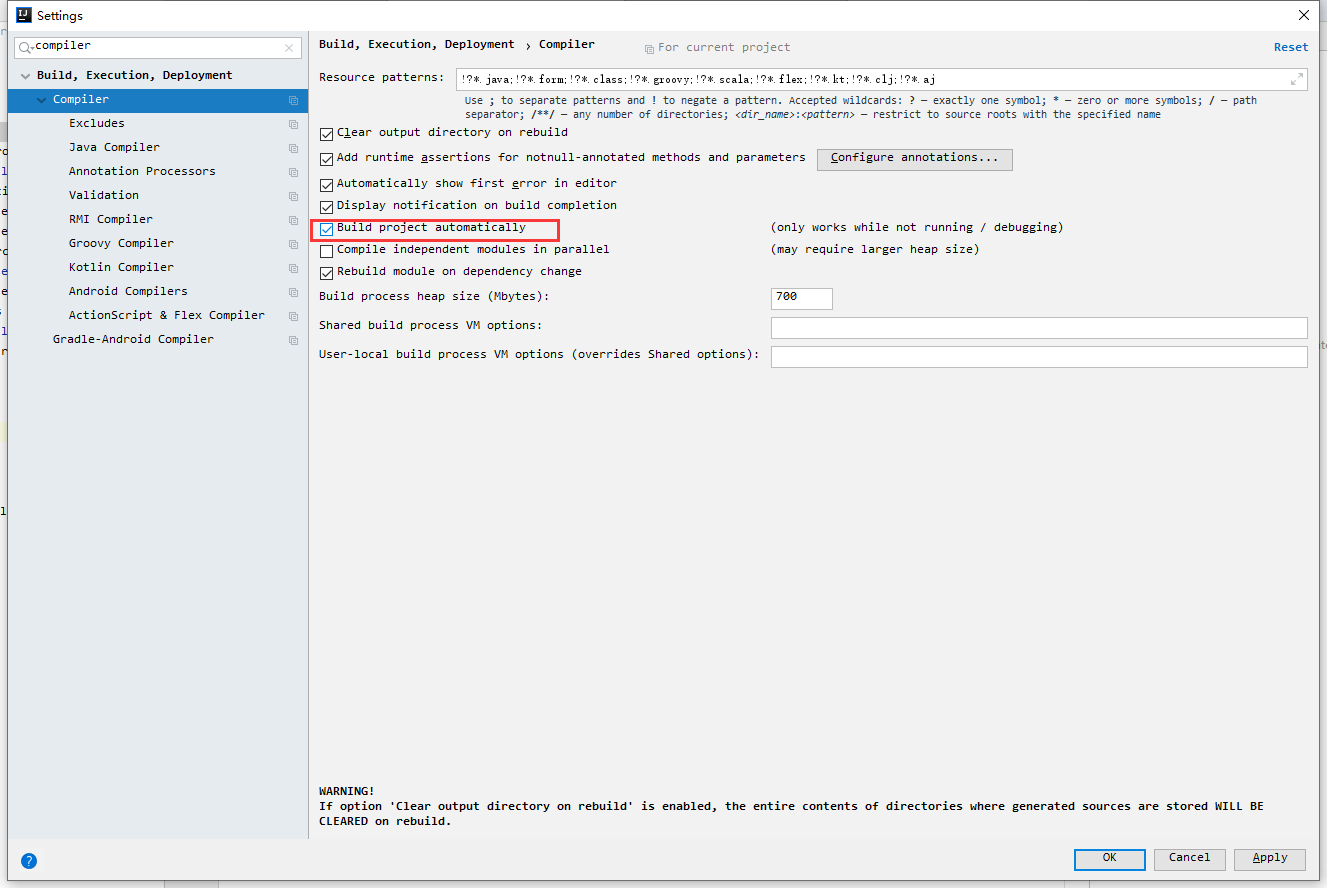 Settings
compiler
Build, Execution, Deployment
Compiler
Excludes
Java Compiler
Annotation Processors
Validation
RMI Compiler
Groovy Compiler
Kotlin Compiler
Android Compilers
ActionScript & Flex Compiler
Gradle-Android Compiler
Build, Execution, Deployment › Compiler For current project Reset
Resource patterns: !?*.java;!?*.form;!?*.class;!?*.groovy;!?*.scala;!?*.flex;!?*.kt;!?*.clj;!?*.aj
Use ; to separate patterns and ! to negate a pattern. Accepted wildcards: ? — exactly one symbol; * — zero or more symbols; / — path
separator; /**/ — any number of directories; <dir_name>:<pattern> — restrict to source roots with the specified name
Clear output directory on rebuild
Add runtime assertions for notnull-annotated methods and parameters Configure annotations...
Automatically show first error in editor
Display notification on build completion
Build project automatically (only works while not running / debugging)
Compile independent modules in parallel (may require larger heap size)
Rebuild module on dependency change
Build process heap size (Mbytes): 700
Shared build process VM options:
User-local build process VM options (overrides Shared options):
WARNING!
If option 'Clear output directory on rebuild' is enabled, the entire contents of directories where generated sources are stored WILL BE
CLEARED on rebuild.
? OK Cancel Apply